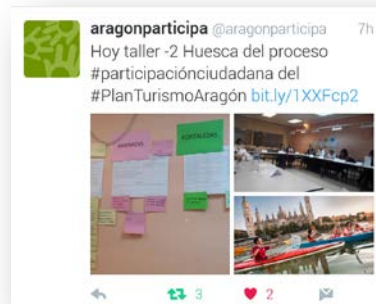 aragonparticipa @aragonparticipa 7h
Hoy taller -2 Huesca del proceso
#participaciónciudadana del
#PlanTurismoAragón bit.ly/1XXFcp2
FORTALEZAS
3
2